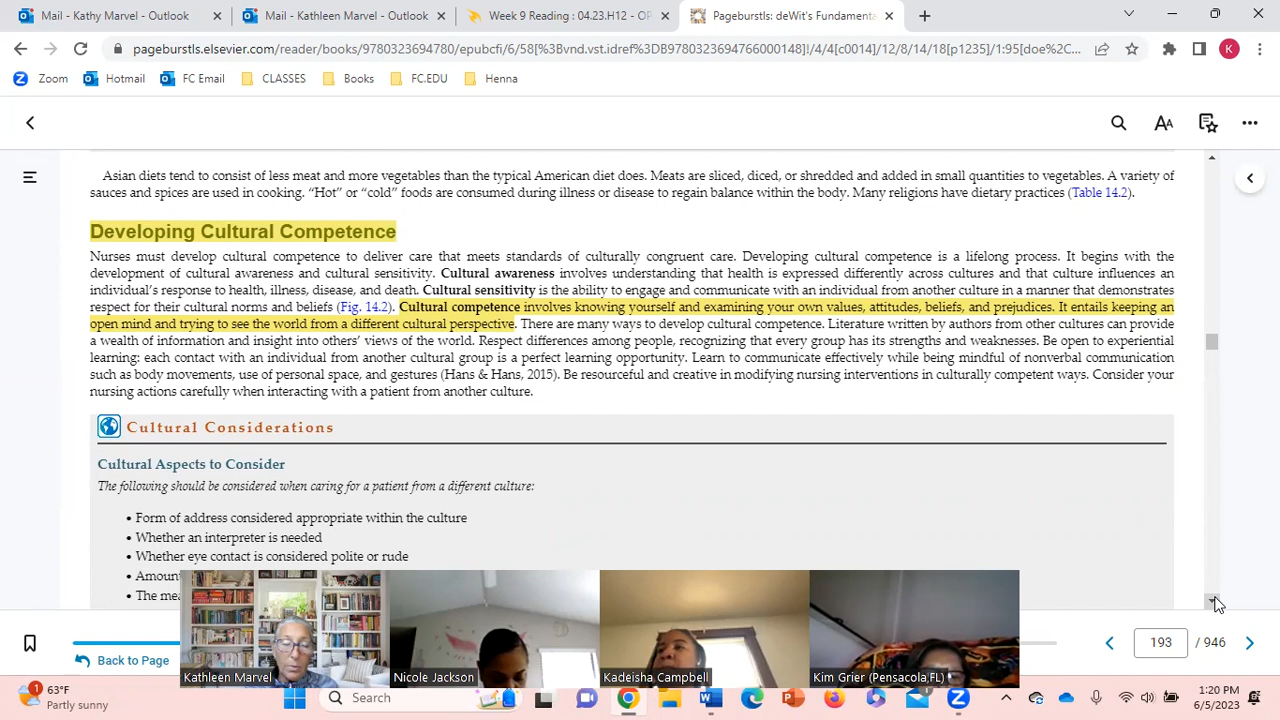 Mail - Kathy Marvel - Outlook
Mail - Kathleen Marvel - Outlook
Week 9 Reading : 04.23.H12 - OP
Pageburstls: deWit's Fundament
pageburstls.elsevier.com/reader/books/9780323694780/epubcfi/6/58[%3Bvnd.vst.idref%3DB9780323694776000148]!/4/4[c0014]/12/8/14/18[p1235]/1:95[doe%2C...
K
Zoom
Hotmail
FC Email
CLASSES
Books
FC.EDU
Henna
Asian diets tend to consist of less meat and more vegetables than the typical American diet does. Meats are sliced, diced, or shredded and added in small quantities to vegetables. A variety of
sauces and spices are used in cooking. “Hot” or “cold” foods are consumed during illness or disease to regain balance within the body. Many religions have dietary practices (Table 14.2).
Developing Cultural Competence
Nurses must develop cultural competence to deliver care that meets standards of culturally congruent care. Developing cultural competence is a lifelong process. It begins with the
development of cultural awareness and cultural sensitivity. Cultural awareness involves understanding that health is expressed differently across cultures and that culture influences an
individual’s response to health, illness, disease, and death. Cultural sensitivity is the ability to engage and communicate with an individual from another culture in a manner that demonstrates
respect for their cultural norms and beliefs (Fig. 14.2). Cultural competence involves knowing yourself and examining your own values, attitudes, beliefs, and prejudices. It entails keeping an
open mind and trying to see the world from a different cultural perspective. There are many ways to develop cultural competence. Literature written by authors from other cultures can provide
a wealth of information and insight into others’ views of the world. Respect differences among people, recognizing that every group has its strengths and weaknesses. Be open to experiential
learning: each contact with an individual from another cultural group is a perfect learning opportunity. Learn to communicate effectively while being mindful of nonverbal communication
such as body movements, use of personal space, and gestures (Hans & Hans, 2015). Be resourceful and creative in modifying nursing interventions in culturally competent ways. Consider your
nursing actions carefully when interacting with a patient from another culture.
Cultural Considerations
Cultural Aspects to Consider
The following should be considered when caring for a patient from a different culture:
• Form of address considered appropriate within the culture
• Whether an interpreter is needed
• Whether eye contact is considered polite or rude
• Amoun
• The mea
193 / 946
Back to Page
Kathleen Marvel
Nicole Jackson
Kadeisha Campbell
Kim Grier (Pensacola,FL)
1
63°F
Partly sunny
Search
1:20 PM
6/5/2023